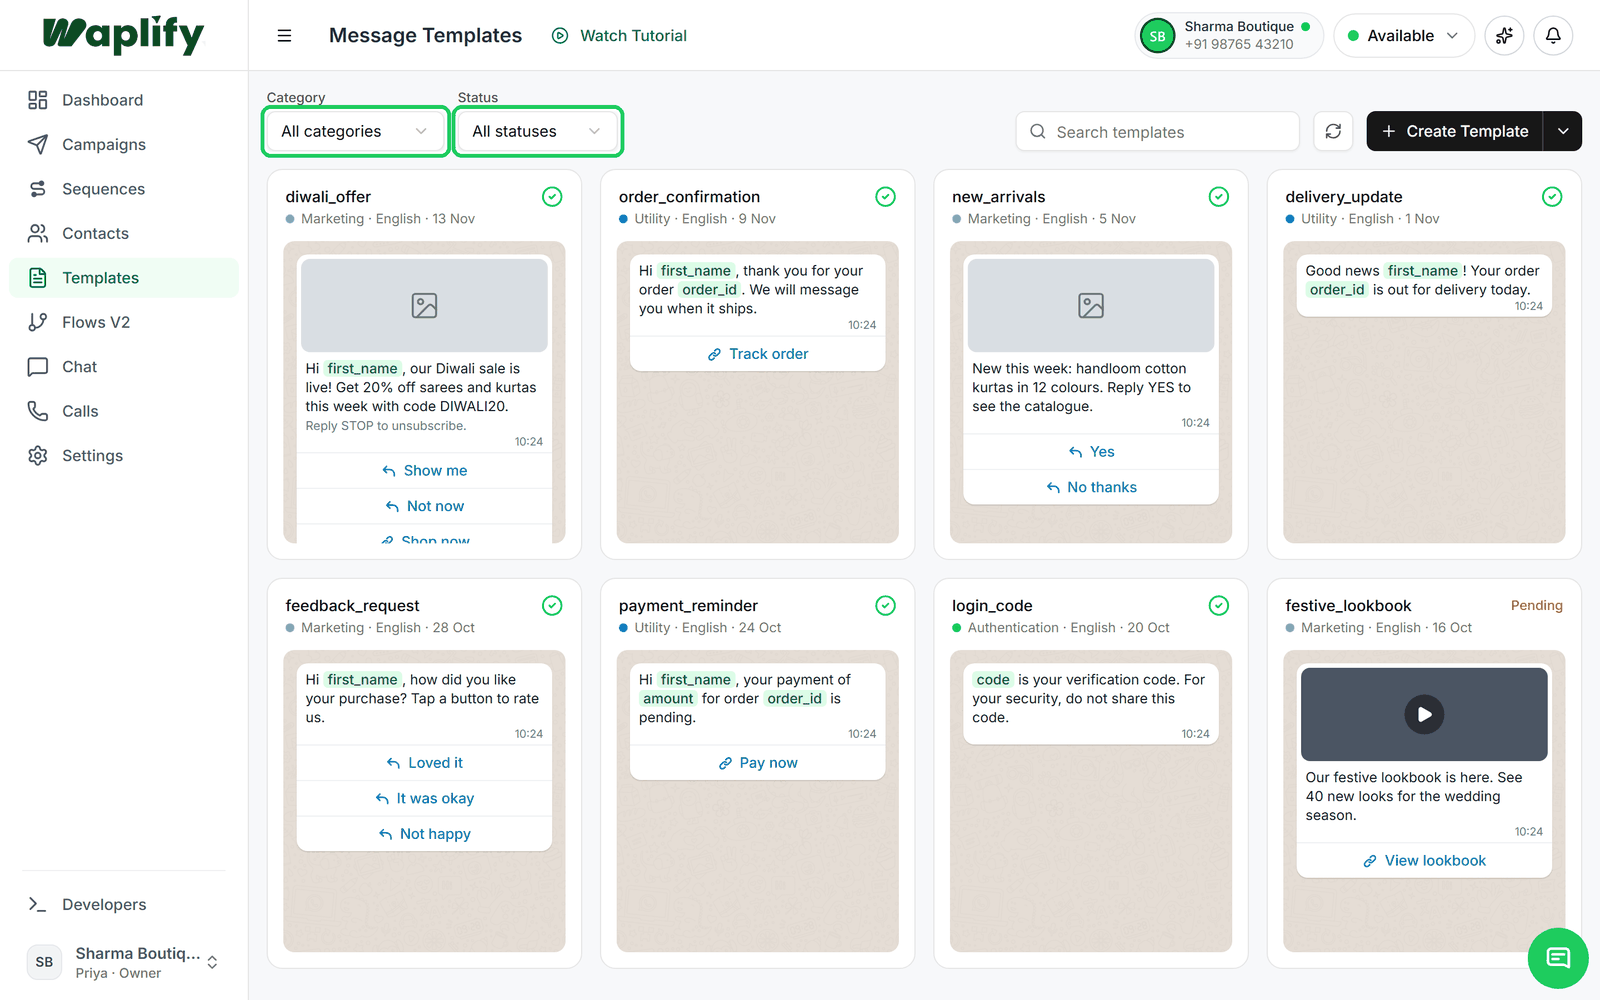 Waplify
Message Templates
Watch Tutorial
SB
Sharma Boutique
+91 98765 43210
Available
Dashboard
Campaigns
Sequences
Contacts
Templates
Flows V2
Chat
Calls
Settings
Developers
SB
Sharma Boutiq...
Priya · Owner
Category
All categories
Status
All statuses
Search templates
Create Template
diwali_offer
Marketing · English · 13 Nov
Hi first_name , our Diwali sale is
live! Get 20% off sarees and kurtas
this week with code DIWALI20.
Reply STOP to unsubscribe.
10:24
Show me
Not now
Shop now
order_confirmation
Utility · English · 9 Nov
Hi first_name , thank you for your
order order_id . We will message
you when it ships.
10:24
Track order
new_arrivals
Marketing · English · 5 Nov
New this week: handloom cotton
kurtas in 12 colours. Reply YES to
see the catalogue.
10:24
Yes
No thanks
delivery_update
Utility · English · 1 Nov
Good news first_name ! Your order
order_id is out for delivery today.
10:24
feedback_request
Marketing · English · 28 Oct
Hi first_name , how did you like
your purchase? Tap a button to rate
us.
10:24
Loved it
It was okay
Not happy
payment_reminder
Utility · English · 24 Oct
Hi first_name , your payment of
amount for order order_id is
pending.
10:24
Pay now
login_code
Authentication · English · 20 Oct
code is your verification code. For
your security, do not share this
code.
10:24
festive_lookbook
Pending
Marketing · English · 16 Oct
Our festive lookbook is here. See
40 new looks for the wedding
season.
10:24
View lookbook